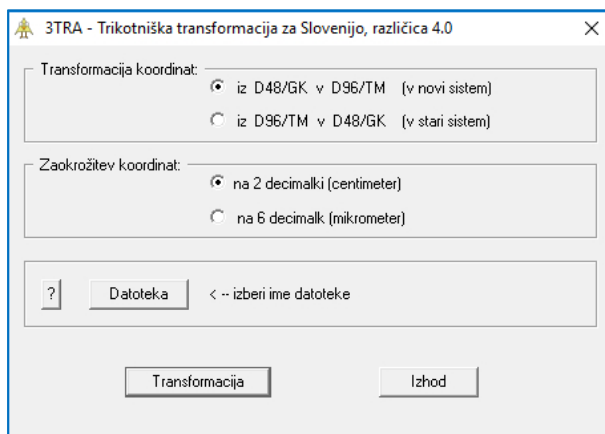 3TRA - Trikotniška transformacija za Slovenijo, različica 4.0
Transformacija koordinat:
iz D48/GK v D96/TM (v novi sistem)
iz D96/TM v D48/GK (v stari sistem)
Zaokrožitev koordinat:
na 2 decimalki (centimeter)
na 6 decimalk (mikrometer)
? Datoteka < -- izberi ime datoteke
Transformacija Izhod